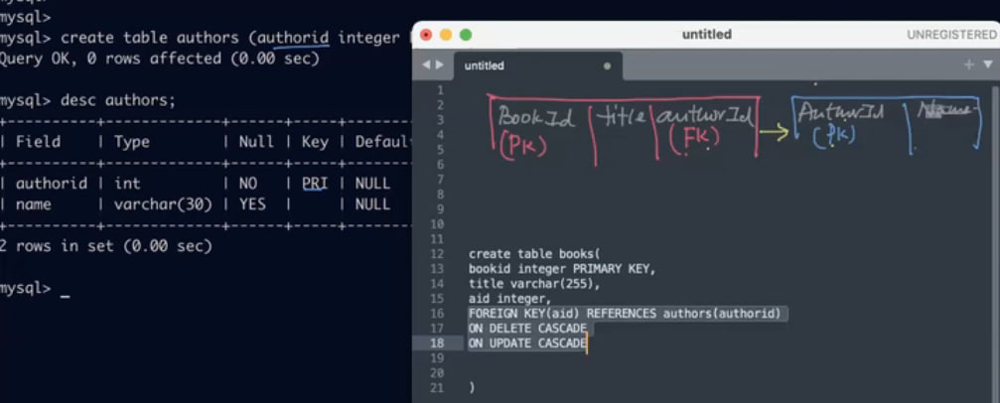 mysql>
mysql> create table authors (authorid integer
Query OK, 0 rows affected (0.00 sec)
mysql> desc authors;
+----------+-------------+------+-----+------
| Field | Type | Null | Key | Defaul
| authorid | int | NO | PRI | NULL
| name | varchar(30) | YES | | NULL
2 rows in set (0.00 sec)
mysql> _
untitled
UNREGISTERED
untitled
1
2
3
4
5
6
7
8
9
10
11
12 create table books(
13 bookid integer PRIMARY KEY,
14 title varchar(255),
15 aid integer,
16 FOREIGN KEY(aid) REFERENCES authors(authorid)
17 ON DELETE CASCADE
18 ON UPDATE CASCADE
19
20
21 )
BookId | title | authorId
(PK) (FK)
AuthorId | Name
(PK)